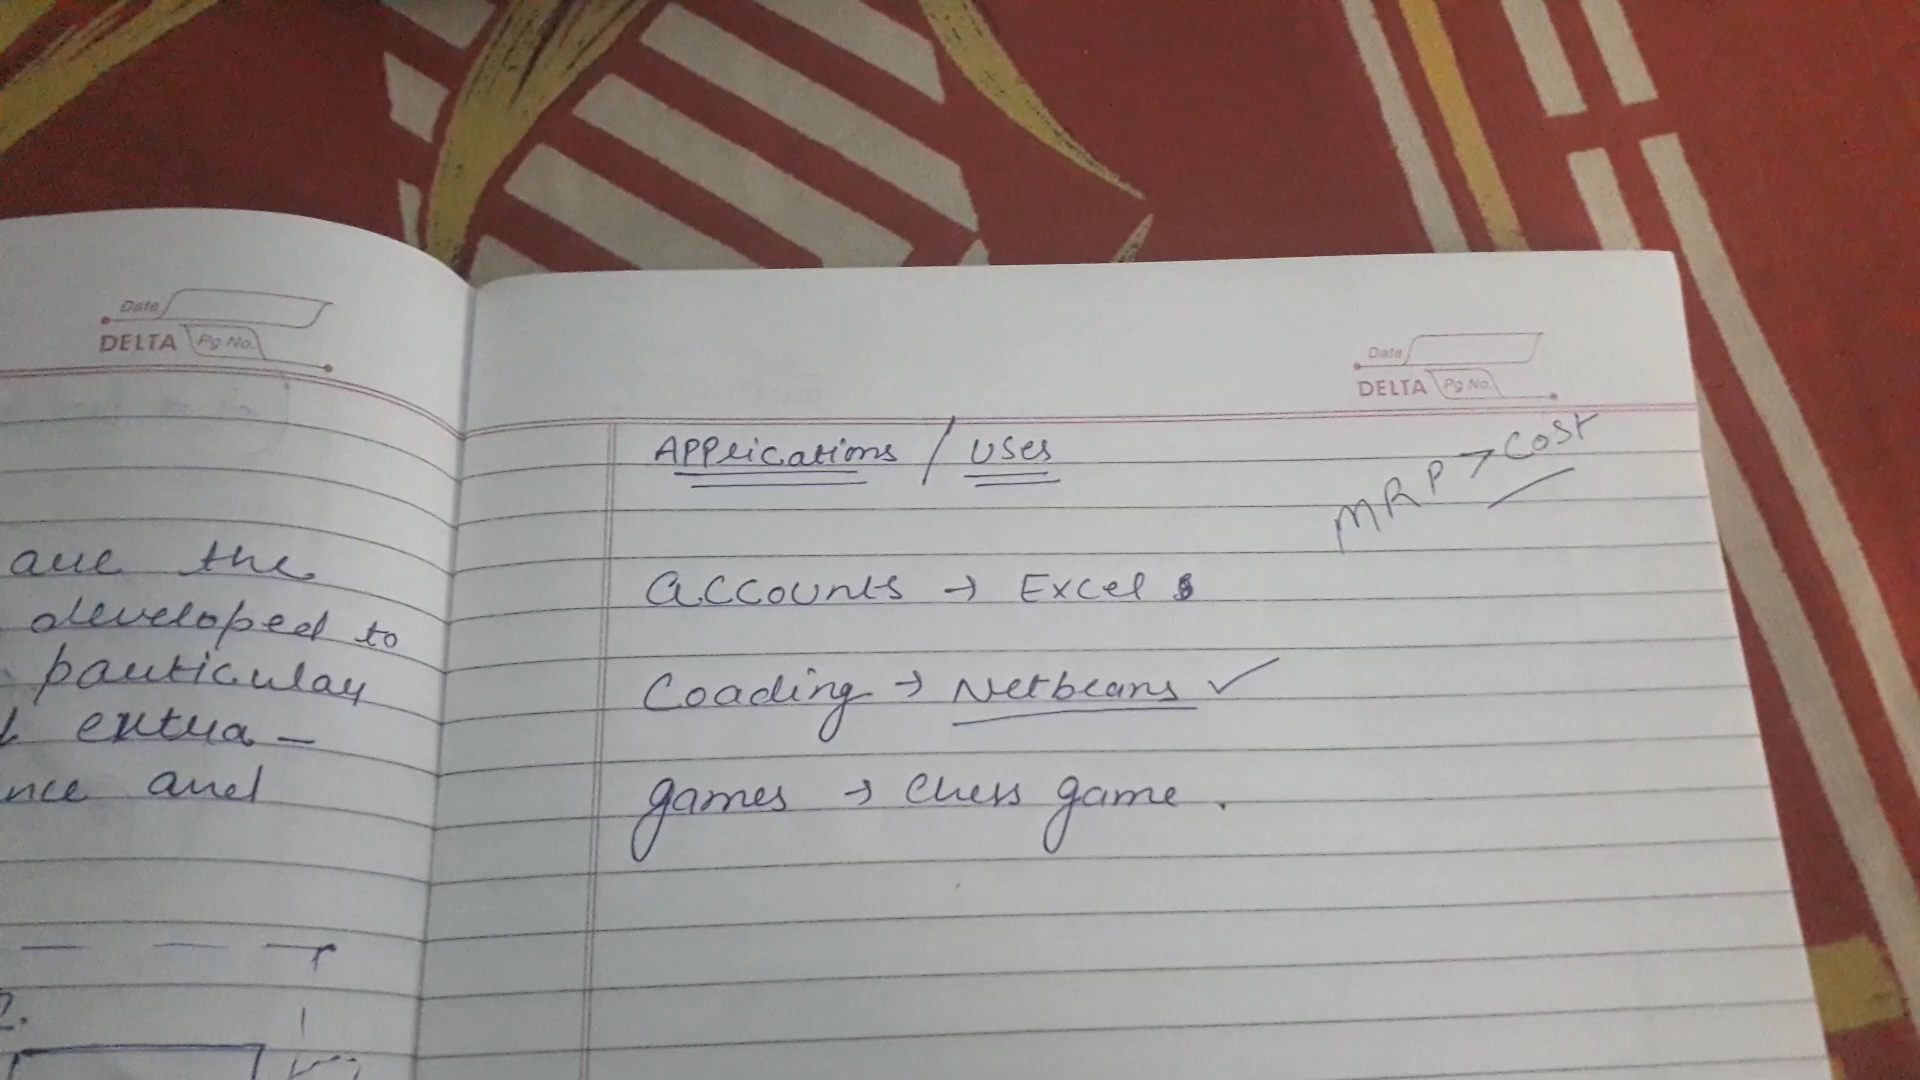 Date
DELTA Pg No.
are the
developed to
particular
extra-
and
Date
DELTA Pg No.
Applications / Uses
MRP → Cost
Accounts → Excel
Coading → Netbeans ✓
games → Chess game.